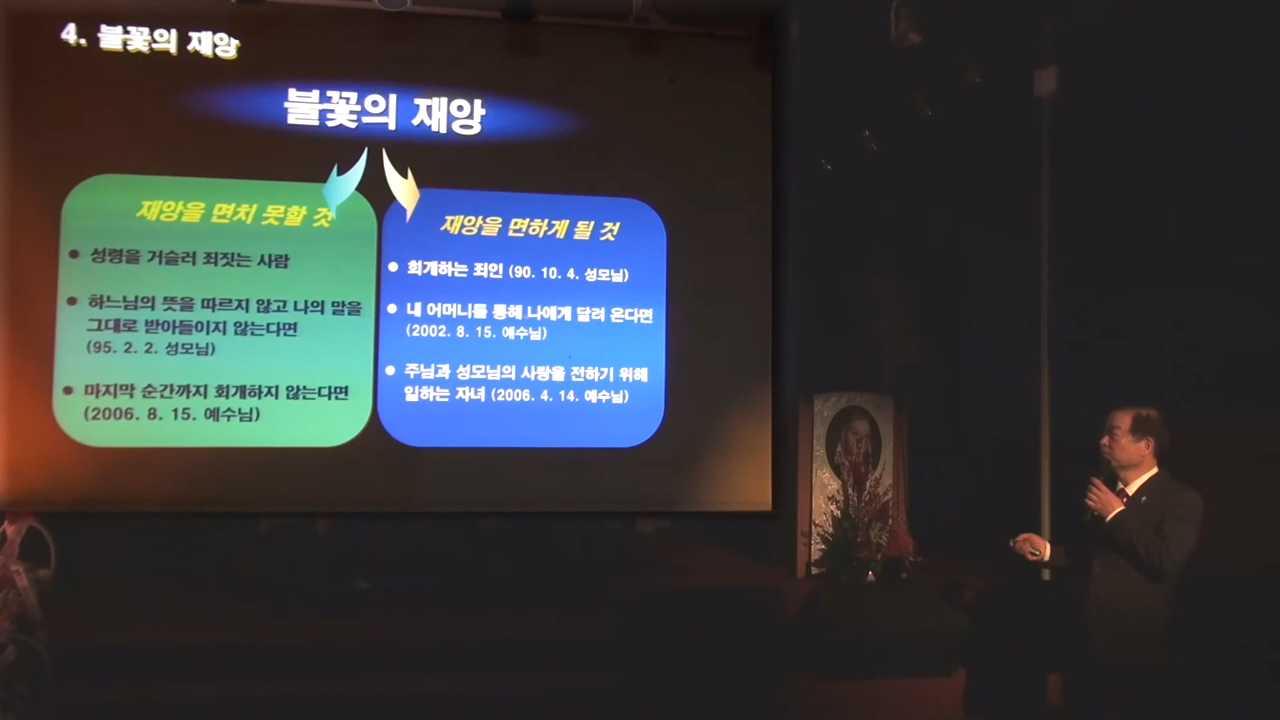 4. 불꽃의 재앙
불꽃의 재앙
재앙을 면치 못할 것
● 성령을 거슬러 죄짓는 사람
● 하느님의 뜻을 따르지 않고 나의 말을
그대로 받아들이지 않는다면
(95. 2. 2. 성모님)
● 마지막 순간까지 회개하지 않는다면
(2006. 8. 15. 예수님)
재앙을 면하게 될 것
● 회개하는 죄인 (90. 10. 4. 성모님)
● 내 어머니를 통해 나에게 달려 온다면
(2002. 8. 15. 예수님)
● 주님과 성모님의 사랑을 전하기 위해
일하는 자녀 (2006. 4. 14. 예수님)